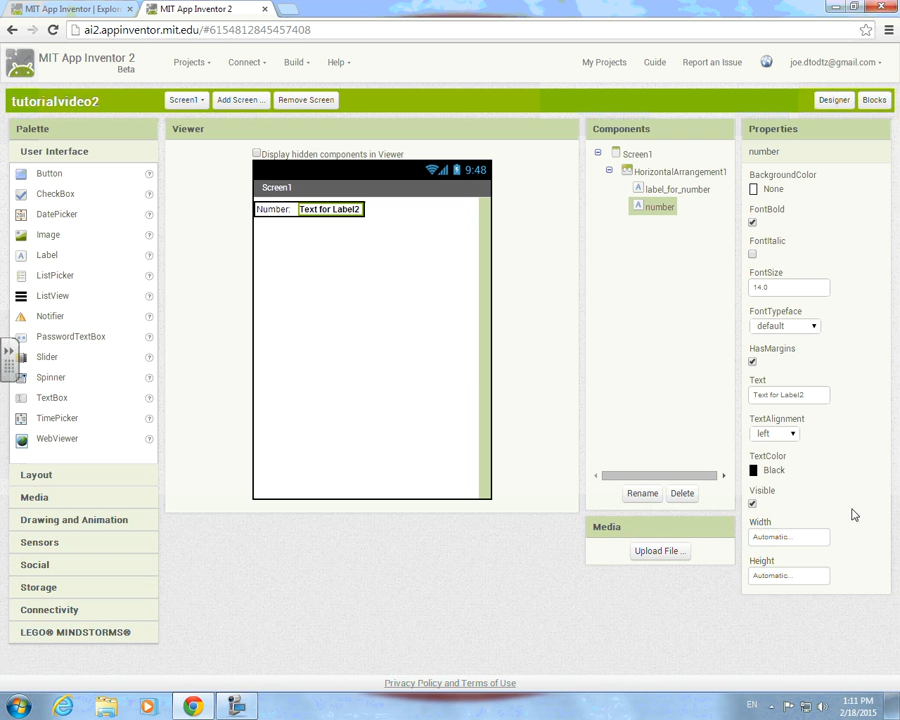 MIT App Inventor | Explor
MIT App Inventor 2
ai2.appinventor.mit.edu/#6154812845457408
MIT App Inventor 2
Beta
Projects
Connect
Build
Help
My Projects
Guide
Report an Issue
joe.dtodtz@gmail.com
tutorialvideo2
Screen1
Add Screen ...
Remove Screen
Designer
Blocks
Palette
User Interface
Button
CheckBox
DatePicker
Image
Label
ListPicker
ListView
Notifier
PasswordTextBox
Slider
Spinner
TextBox
TimePicker
WebViewer
Layout
Media
Drawing and Animation
Sensors
Social
Storage
Connectivity
LEGO® MINDSTORMS®
Viewer
Display hidden components in Viewer
9:48
Screen1
Number:
Text for Label2
Components
Screen1
HorizontalArrangement1
A label_for_number
A number
Rename
Delete
Media
Upload File ...
Properties
number
BackgroundColor
None
FontBold
FontItalic
FontSize
14.0
FontTypeface
default
HasMargins
Text
Text for Label2
TextAlignment
left
TextColor
Black
Visible
Width
Automatic...
Height
Automatic...
Privacy Policy and Terms of Use
EN
1:11 PM
2/18/2015